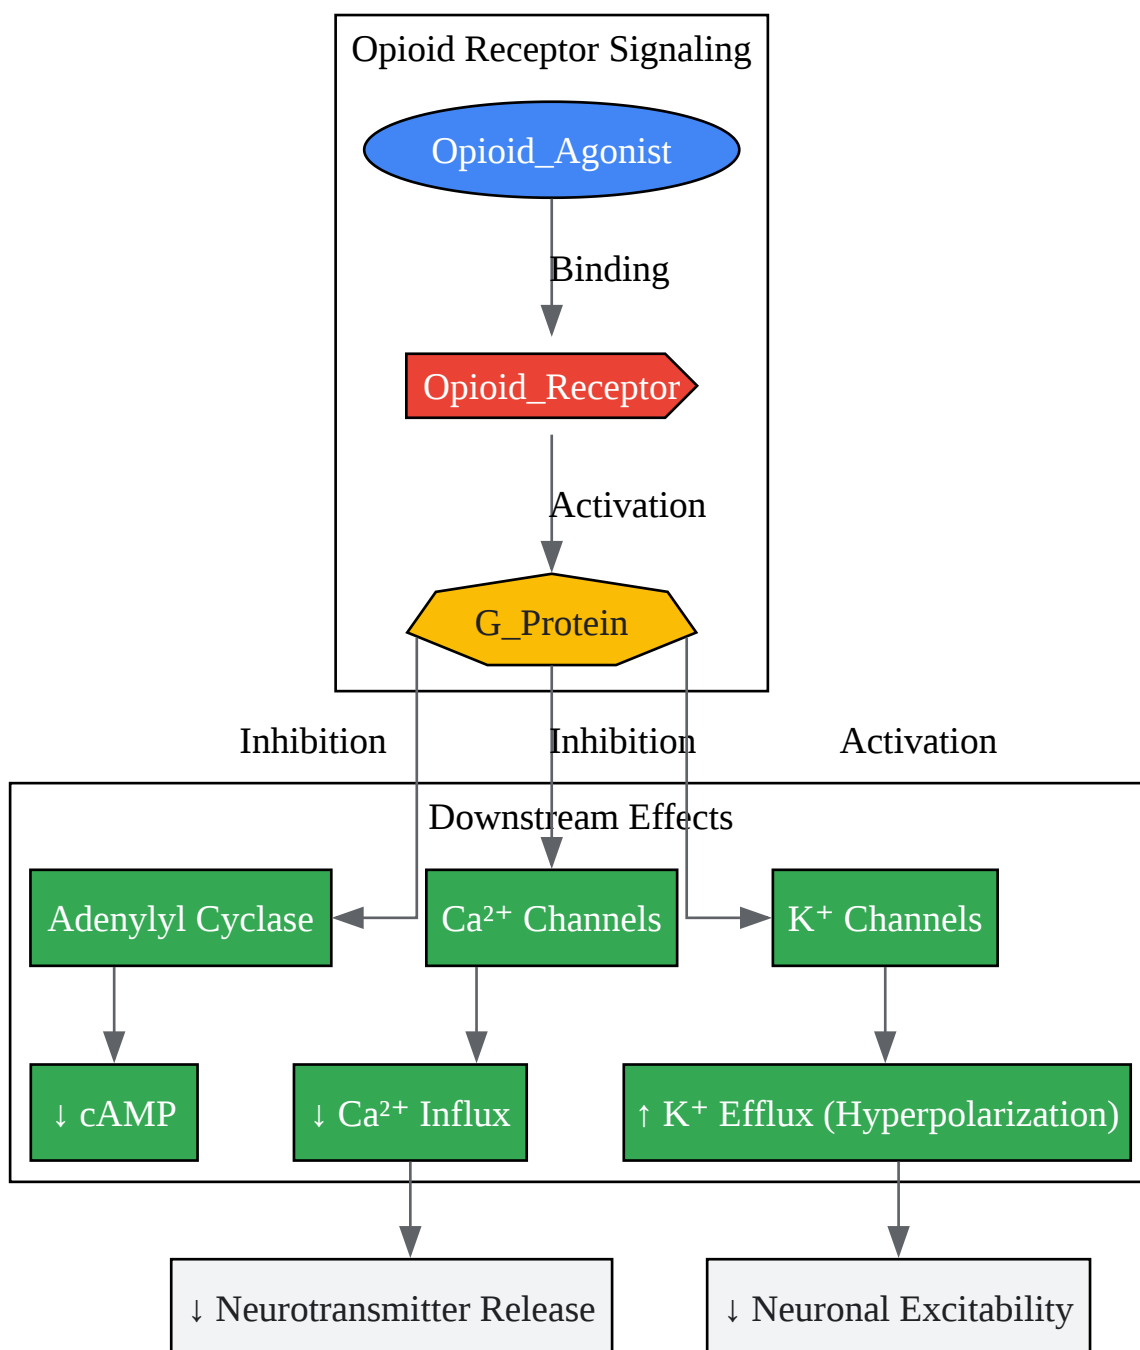 Opioid Receptor Signaling
Opioid_Agonist
Binding
Opioid_Receptor
Activation
G_Protein
Inhibition
Inhibition
Activation
Downstream Effects
Adenylyl Cyclase
Ca²⁺ Channels
K⁺ Channels
↓ cAMP
↓ Ca²⁺ Influx
↑ K⁺ Efflux (Hyperpolarization)
↓ Neurotransmitter Release
↓ Neuronal Excitability